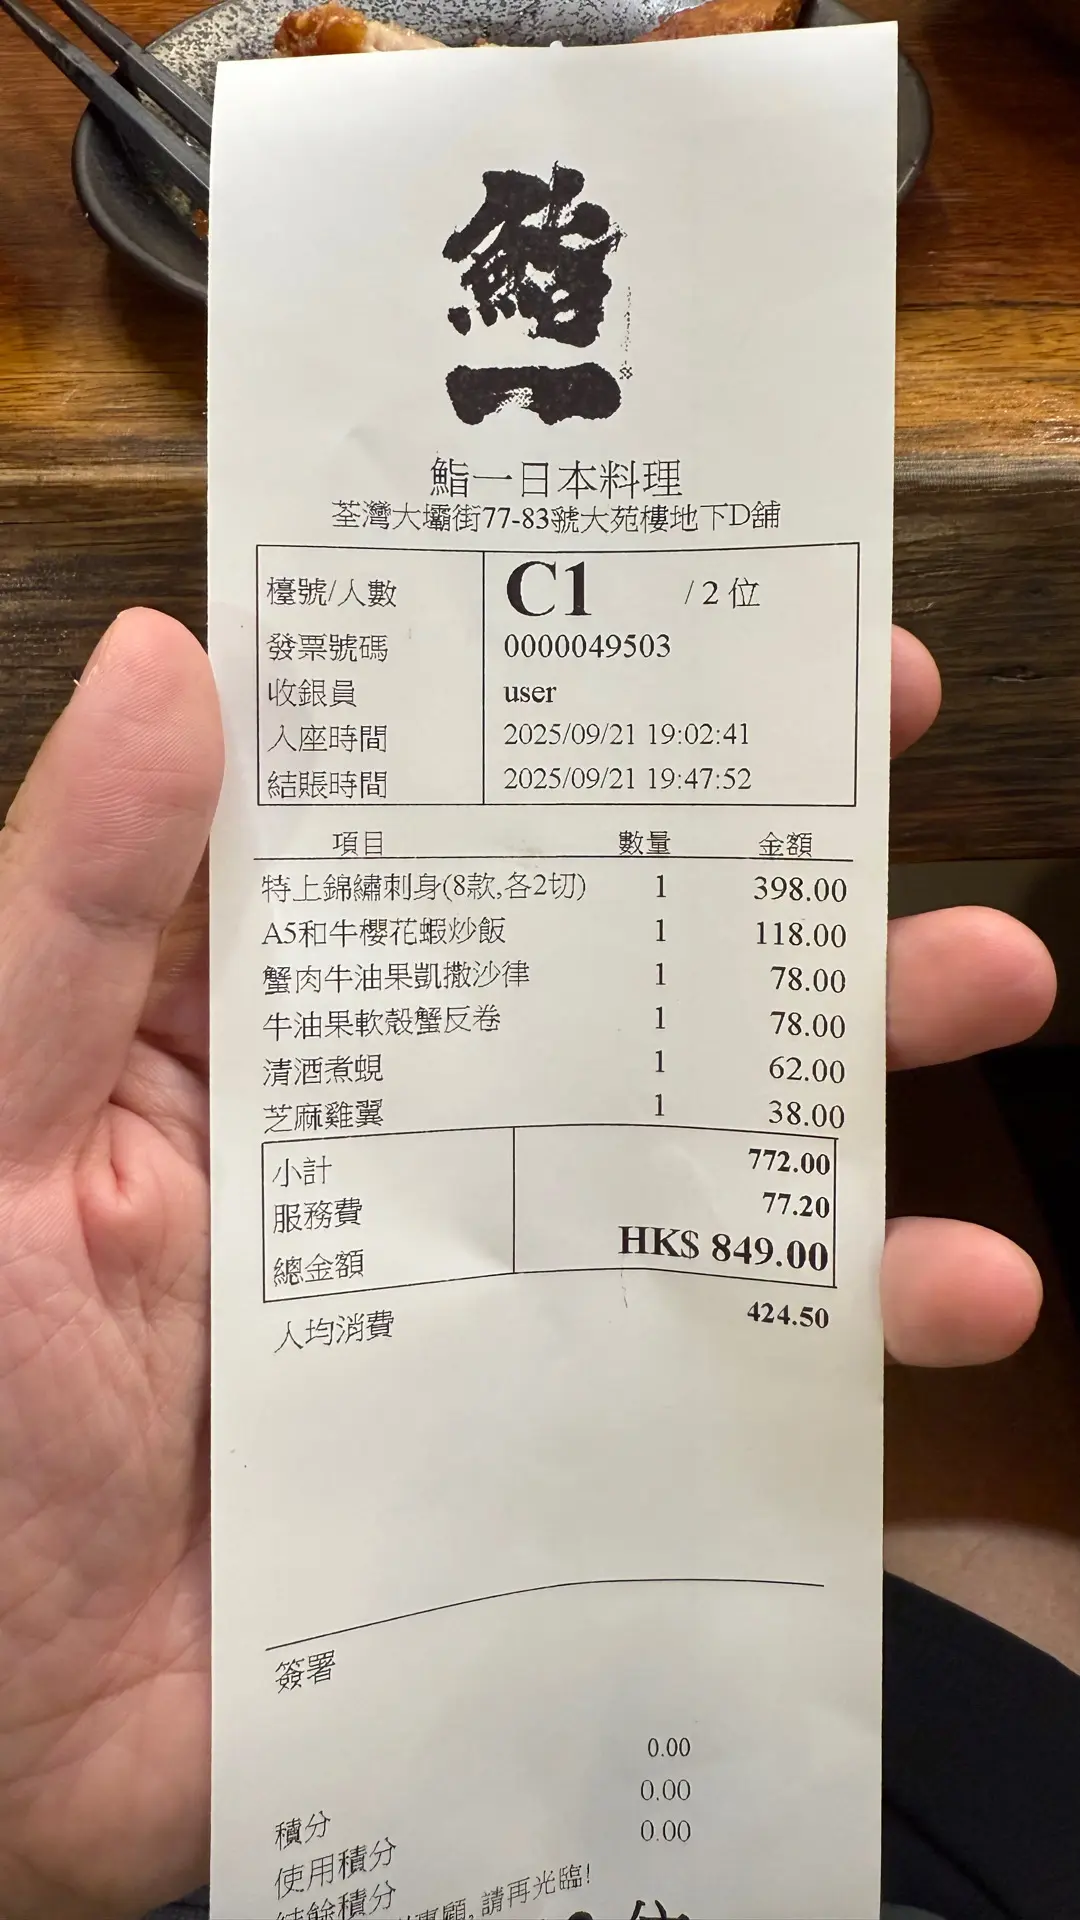 鮨
一
鮨一日本料理
荃灣大壩街77-83號大苑樓地下D舖
檯號/人數 C1 / 2 位
發票號碼 0000049503
收銀員 user
入座時間 2025/09/21 19:02:41
結賬時間 2025/09/21 19:47:52
項目 數量 金額
特上錦繡刺身(8款,各2切) 1 398.00
A5和牛櫻花蝦炒飯 1 118.00
蟹肉牛油果凱撒沙律 1 78.00
牛油果軟殼蟹反卷 1 78.00
清酒煮蜆 1 62.00
芝麻雞翼 1 38.00
小計 772.00
服務費 77.20
總金額 HK$ 849.00
人均消費 424.50
簽署
積分 0.00
使用積分 0.00
結餘積分 0.00
惠顧, 請再光臨!